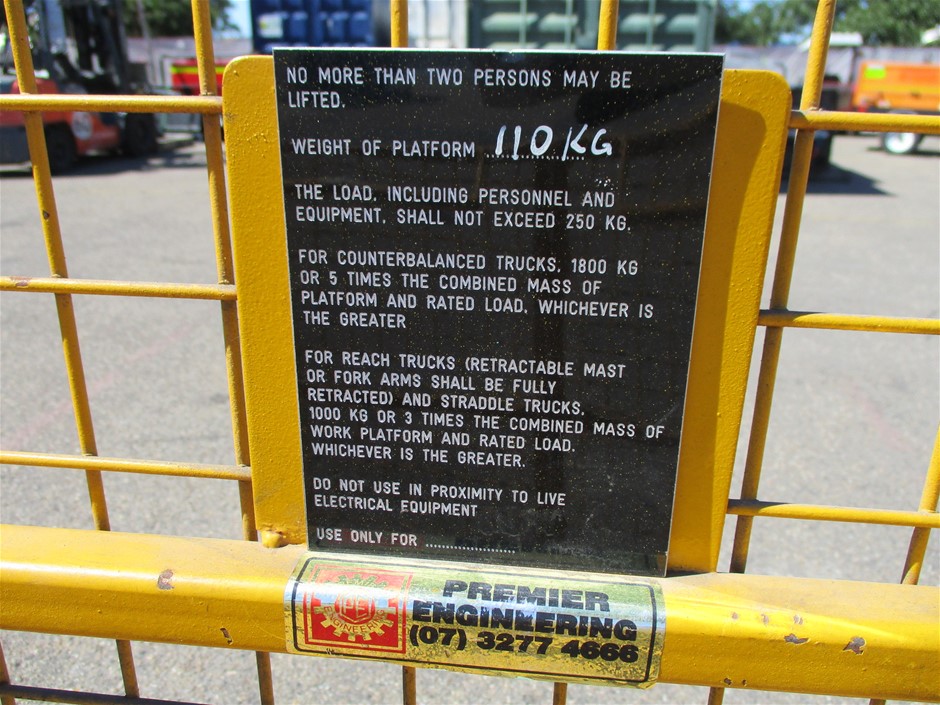 NO MORE THAN TWO PERSONS MAY BE
LIFTED.
WEIGHT OF PLATFORM 110 KG
THE LOAD, INCLUDING PERSONNEL AND
EQUIPMENT, SHALL NOT EXCEED 250 KG.
FOR COUNTERBALANCED TRUCKS, 1800 KG
OR 5 TIMES THE COMBINED MASS OF
PLATFORM AND RATED LOAD, WHICHEVER IS
THE GREATER
FOR REACH TRUCKS (RETRACTABLE MAST
OR FORK ARMS SHALL BE FULLY
RETRACTED) AND STRADDLE TRUCKS,
1000 KG OR 3 TIMES THE COMBINED MASS OF
WORK PLATFORM AND RATED LOAD,
WHICHEVER IS THE GREATER.
DO NOT USE IN PROXIMITY TO LIVE
ELECTRICAL EQUIPMENT
USE ONLY FOR ..................
PE
ENGINEERING
PREMIER
ENGINEERING
(07) 3277 4666